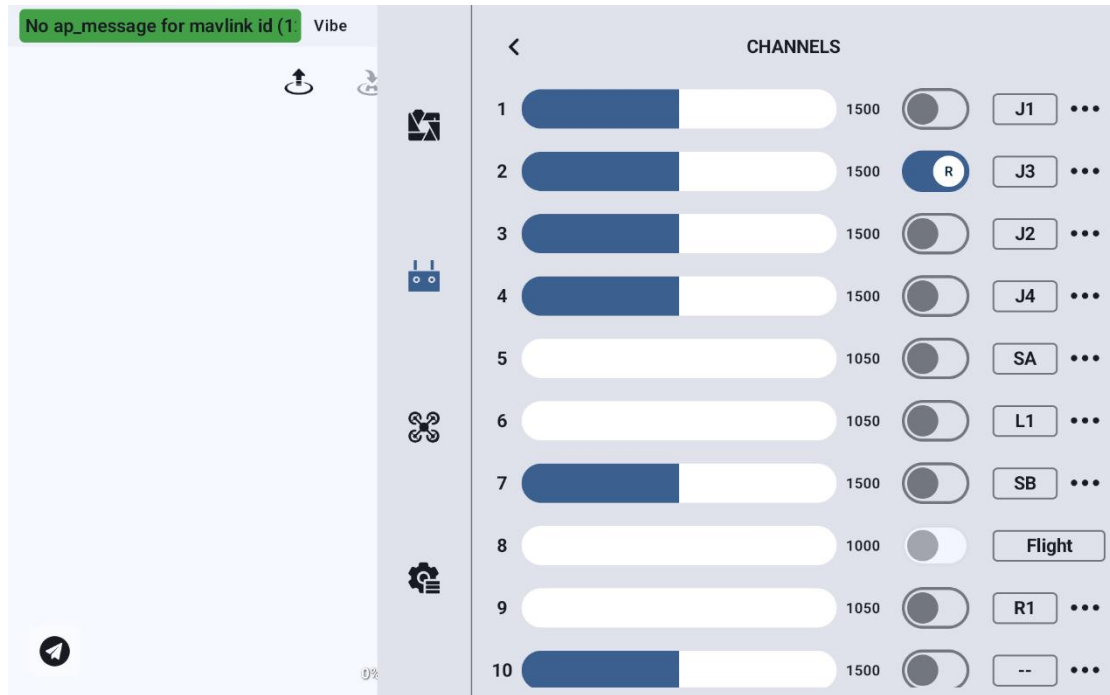 No ap_message for mavlink id (1
Vibe
CHANNELS
1 1500 J1
2 1500 R J3
3 1500 J2
4 1500 J4
5 1050 SA
6 1050 L1
7 1500 SB
8 1000 Flight
9 1050 R1
0%
10 1500 --